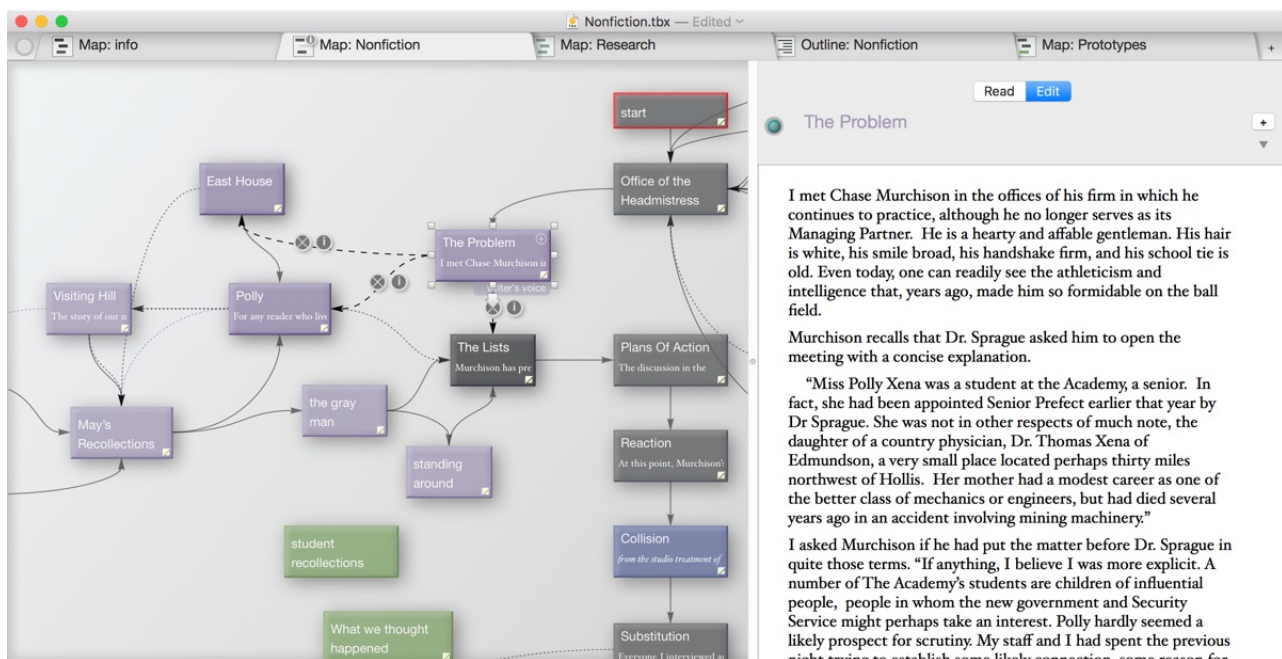 Nonfiction.tbx — Edited
Map: info
Map: Nonfiction
Map: Research
Outline: Nonfiction
Map: Prototypes
+
start
East House
Office of the
Headmistress
The Problem
I met Chase Murchison in
writer's voice
Visiting Hill
The story of our
Polly
For any reader who live
The Lists
Murchison has pre
Plans Of Action
The discussion in the
the gray
man
May's
Recollections
standing
around
Reaction
At this point, Murchison's
student
recollections
Collision
from the studio treatment of
What we thought
happened
Substitution
Everyone I interviewed
Read
Edit
The Problem
+
I met Chase Murchison in the offices of his firm in which he
continues to practice, although he no longer serves as its
Managing Partner.  He is a hearty and affable gentleman. His hair
is white, his smile broad, his handshake firm, and his school tie is
old. Even today, one can readily see the athleticism and
intelligence that, years ago, made him so formidable on the ball
field.
Murchison recalls that Dr. Sprague asked him to open the
meeting with a concise explanation.
“Miss Polly Xena was a student at the Academy, a senior.  In
fact, she had been appointed Senior Prefect earlier that year by
Dr Sprague. She was not in other respects of much note, the
daughter of a country physician, Dr. Thomas Xena of
Edmundson, a very small place located perhaps thirty miles
northwest of Hollis.  Her mother had a modest career as one of
the better class of mechanics or engineers, but had died several
years ago in an accident involving mining machinery.”
I asked Murchison if he had put the matter before Dr. Sprague in
quite those terms. “If anything, I believe I was more explicit. A
number of The Academy’s students are children of influential
people,  people in whom the new government and Security
Service might perhaps take an interest. Polly hardly seemed a
likely prospect for scrutiny. My staff and I had spent the previous
night trying to establish some likely connection, some reason for